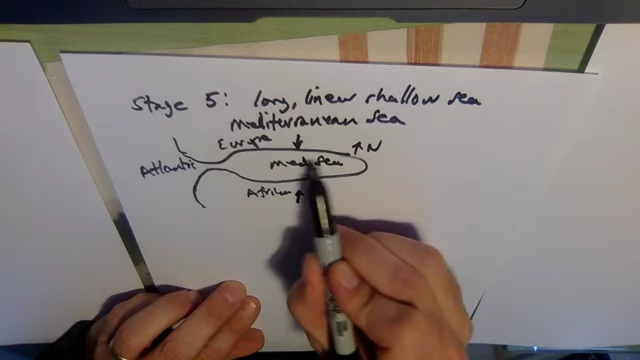 Stage 5: long, linear shallow sea
mediterranean sea
Europe
N
Med Sea
Atlantic
Africa